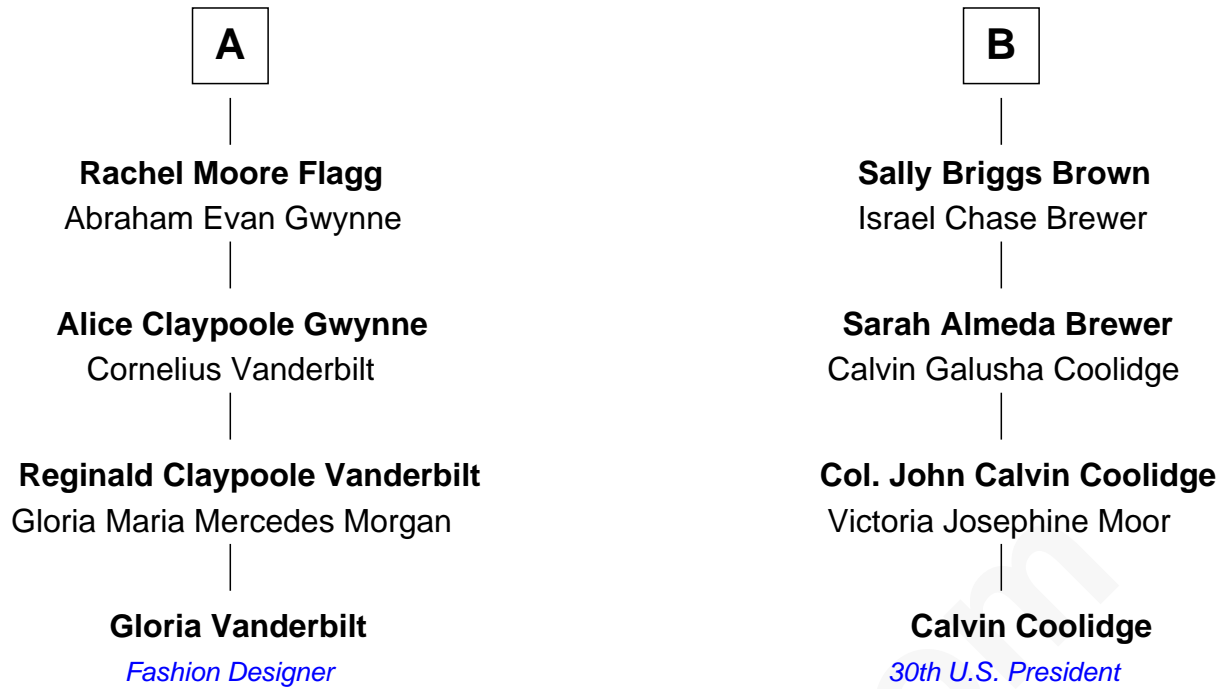 A
Rachel Moore Flagg
Abraham Evan Gwynne
Alice Claypoole Gwynne
Cornelius Vanderbilt
Reginald Claypoole Vanderbilt
Gloria Maria Mercedes Morgan
Gloria Vanderbilt
Fashion Designer
B
Sally Briggs Brown
Israel Chase Brewer
Sarah Almeda Brewer
Calvin Galusha Coolidge
Col. John Calvin Coolidge
Victoria Josephine Moor
Calvin Coolidge
30th U.S. President